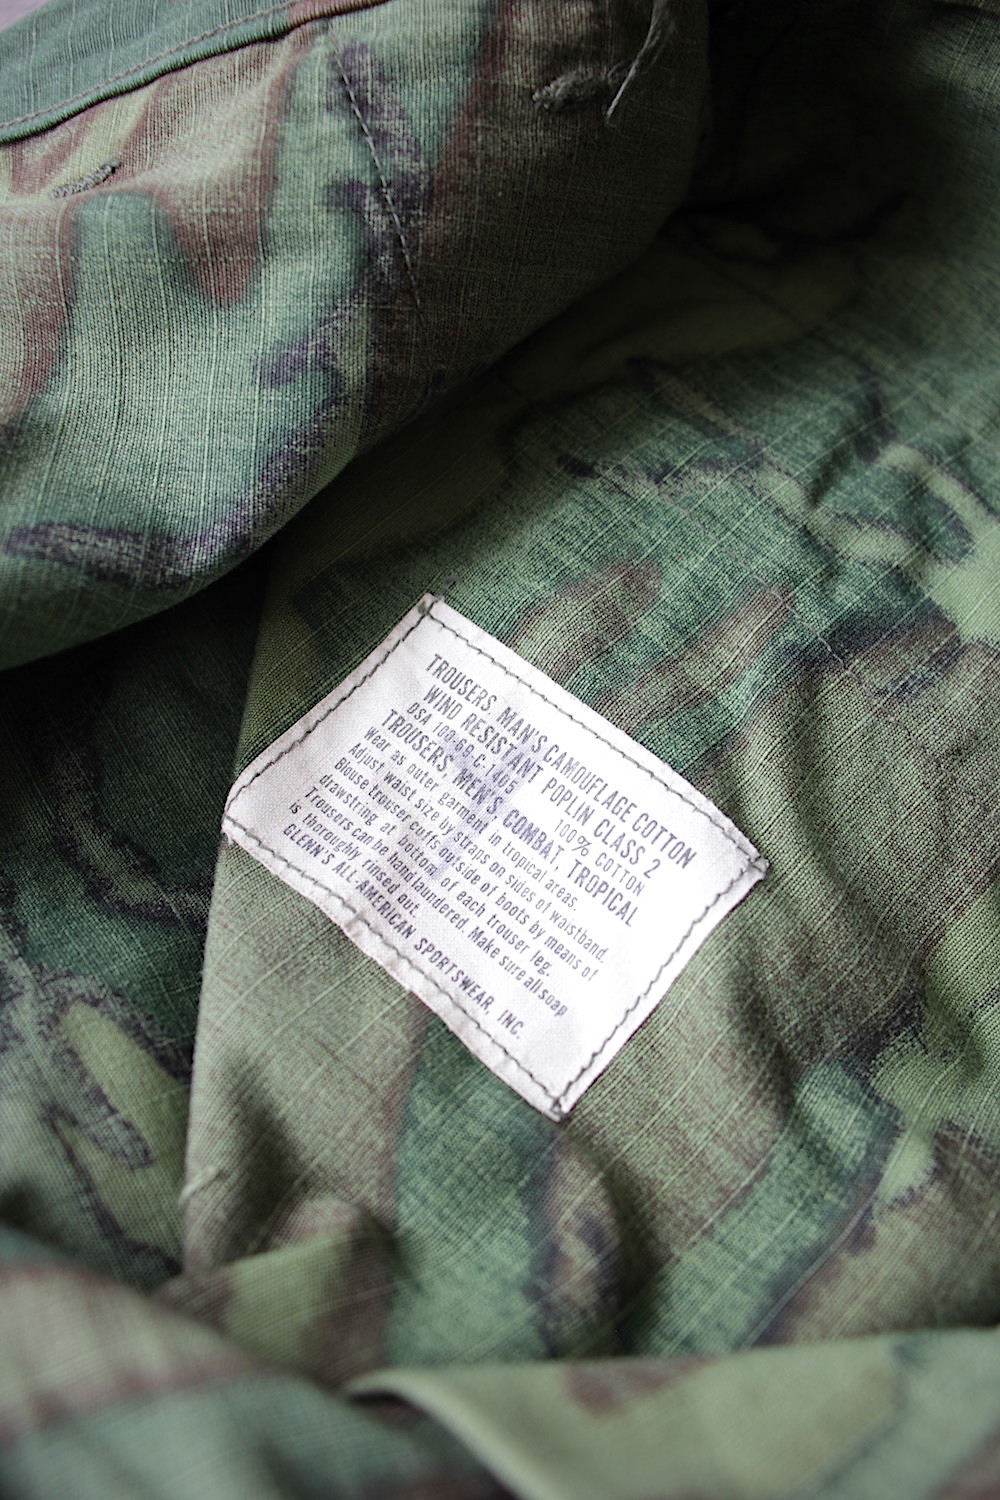 TROUSERS MAN'S CAMOUFLAGE COTTON
WIND RESISTANT POPLIN CLASS 2
DSA 100-69-C-1405 100% COTTON
TROUSERS, MEN'S COMBAT, TROPICAL
Wear as outer garment in tropical areas.
Adjust waist size by straps on sides of waistband.
Blouse trouser cuffs outside of boots by means of
drawstring at bottom of each trouser leg.
Trousers can be hand laundered. Make sure all soap
is thoroughly rinsed out.
GLENN'S ALL AMERICAN SPORTSWEAR, INC.